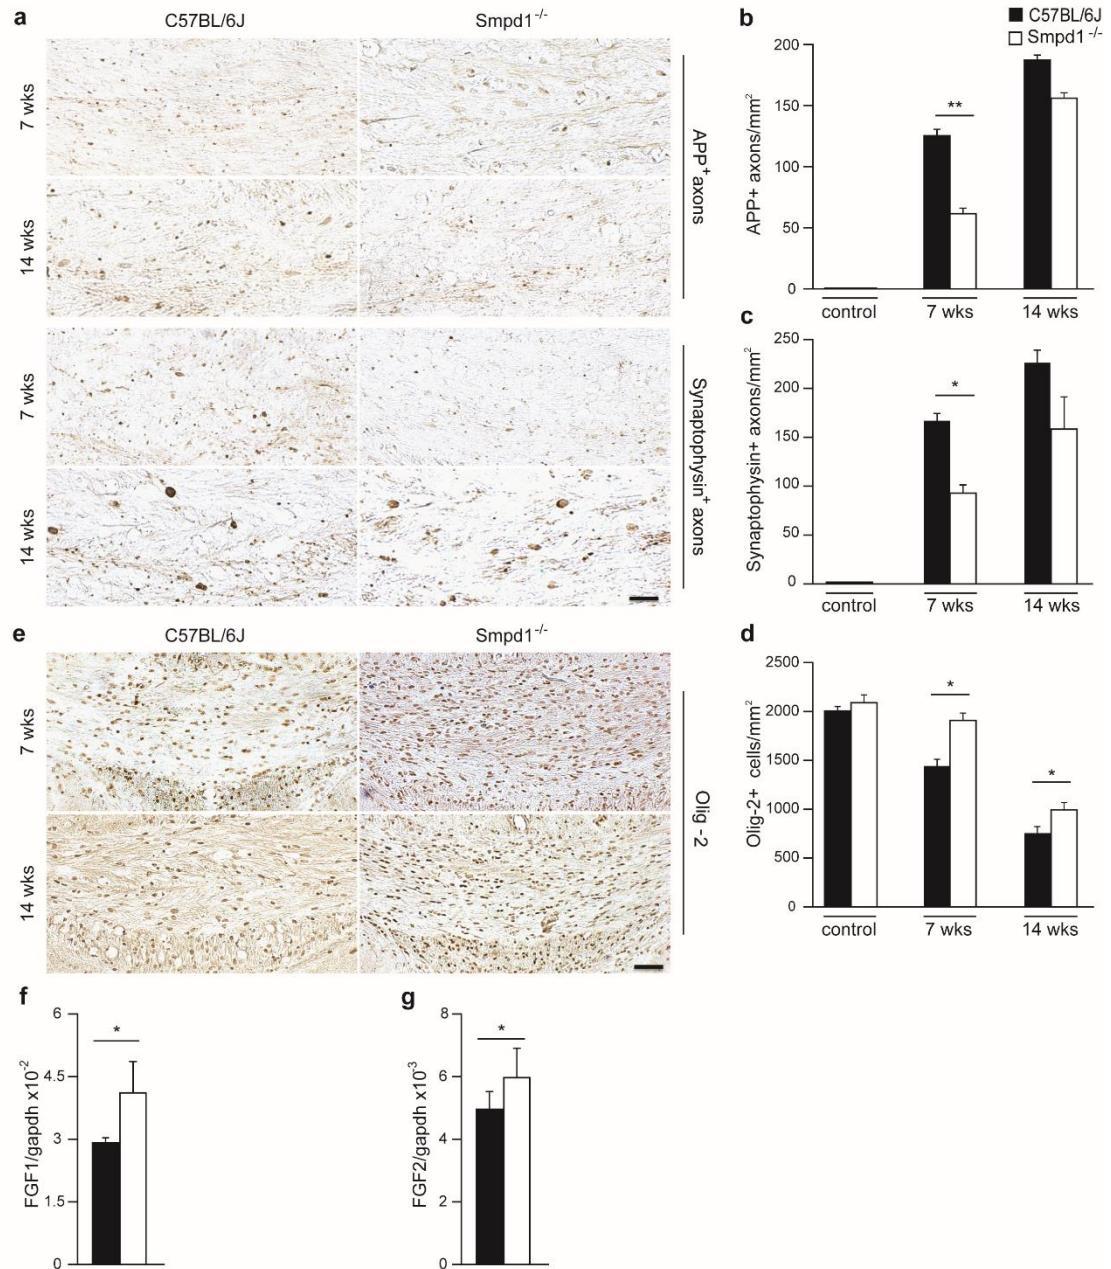 a
C57BL/6J
Smpd1-/-
7 wks
14 wks
APP+ axons
7 wks
14 wks
Synaptophysin+ axons
b
C57BL/6J
Smpd1 -/-
APP+ axons/mm²
200
150
100
50
0
**
control
7 wks
14 wks
c
Synaptophysin+ axons/mm²
250
200
150
100
50
0
*
control
7 wks
14 wks
e
C57BL/6J
Smpd1-/-
7 wks
14 wks
Olig -2
d
Olig-2+ cells/mm²
2500
2000
1500
1000
500
0
*
*
control
7 wks
14 wks
f
FGF1/gapdh x10-2
6
4.5
3
1.5
0
*
g
FGF2/gapdh x10-3
8
6
4
2
0
*